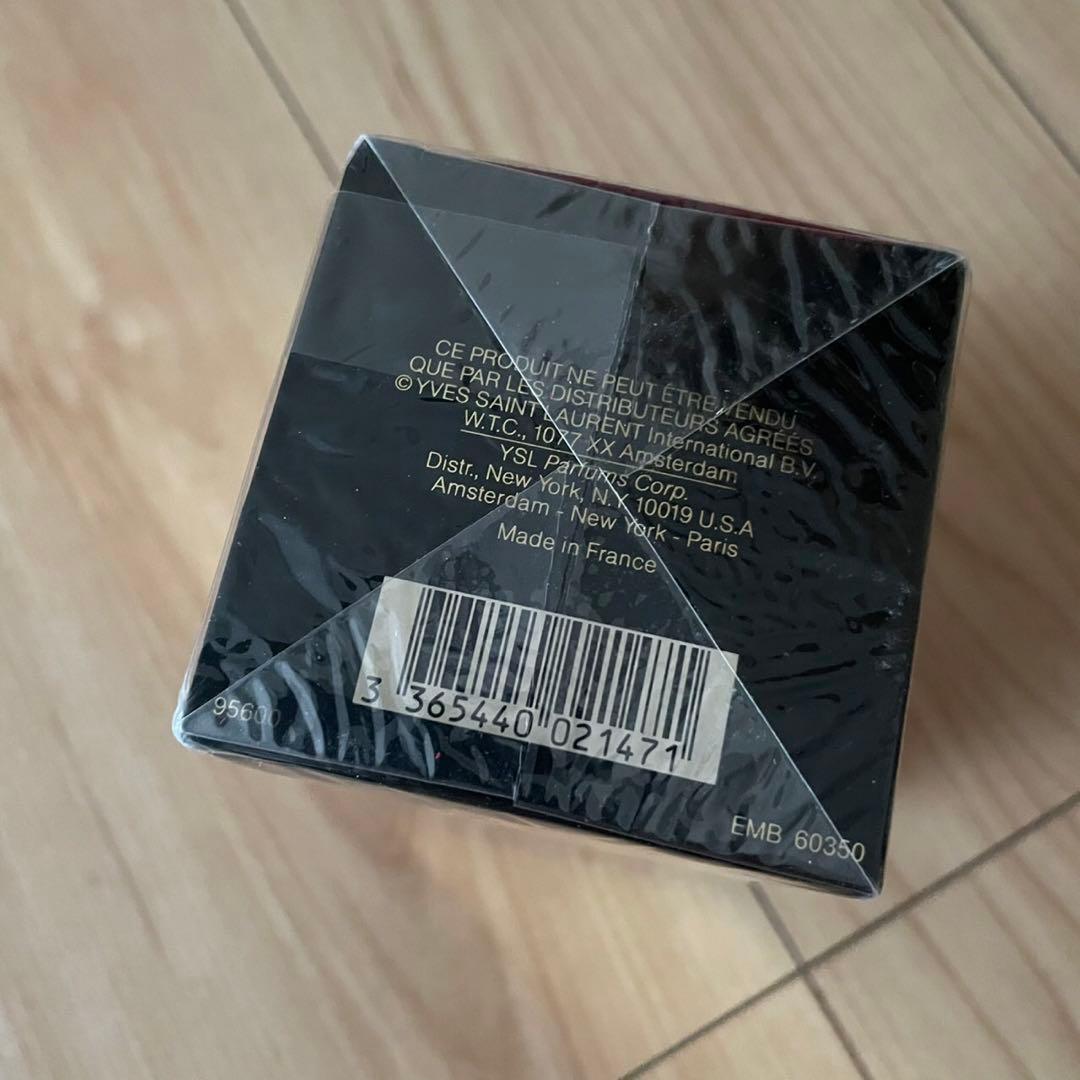 CE PRODUIT NE PEUT ÊTRE VENDU
QUE PAR LES DISTRIBUTEURS AGRÉÉS
©YVES SAINT LAURENT International B.V.
W.T.C., 1077 XX Amsterdam
YSL Parfums Corp.
Distr., New York, N.Y. 10019 U.S.A
Amsterdam - New York - Paris
Made in France
3 365440 021471
95600
EMB 60350